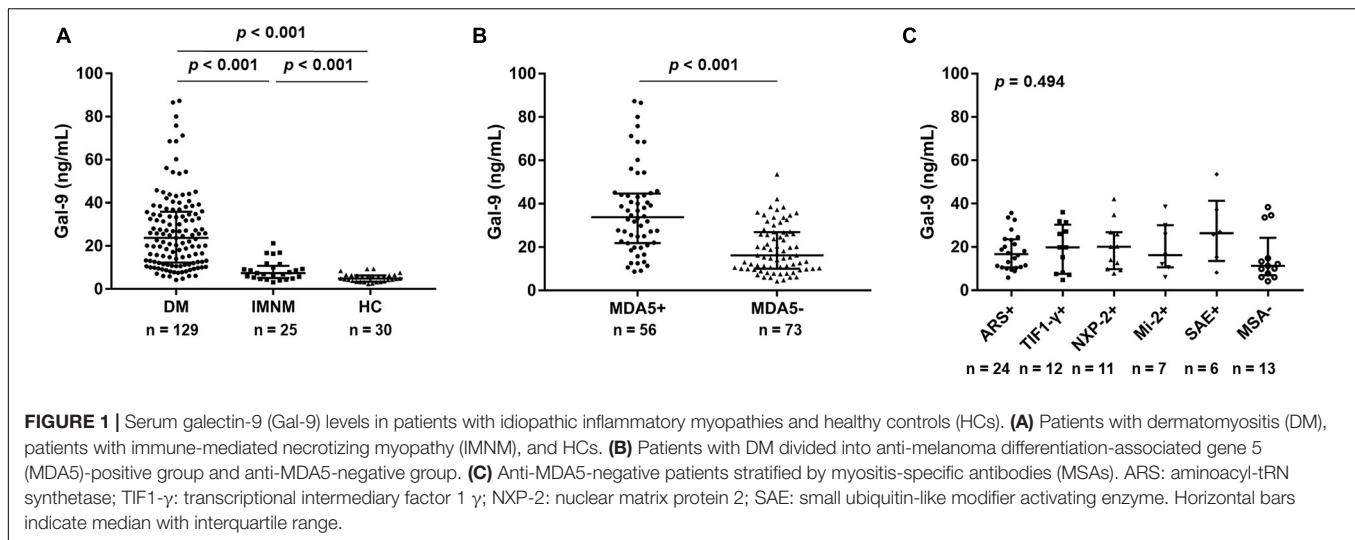 A
p < 0.001
p < 0.001
p < 0.001
Gal-9 (ng/mL)
100
80
60
40
20
0
DM
IMNM
HC
n = 129
n = 25
n = 30
B
p < 0.001
Gal-9 (ng/mL)
100
80
60
40
20
0
MDA5+
MDA5-
n = 56
n = 73
C
p = 0.494
Gal-9 (ng/mL)
100
80
60
40
20
0
ARS+
TIF1-γ+
NXP-2+
Mi-2+
SAE+
MSA-
n = 24
n = 12
n = 11
n = 7
n = 6
n = 13
FIGURE 1 | Serum galectin-9 (Gal-9) levels in patients with idiopathic inflammatory myopathies and healthy controls (HCs). (A) Patients with dermatomyositis (DM),
patients with immune-mediated necrotizing myopathy (IMNM), and HCs. (B) Patients with DM divided into anti-melanoma differentiation-associated gene 5
(MDA5)-positive group and anti-MDA5-negative group. (C) Anti-MDA5-negative patients stratified by myositis-specific antibodies (MSAs). ARS: aminoacyl-tRN
synthetase; TIF1-γ: transcriptional intermediary factor 1 γ; NXP-2: nuclear matrix protein 2; SAE: small ubiquitin-like modifier activating enzyme. Horizontal bars
indicate median with interquartile range.